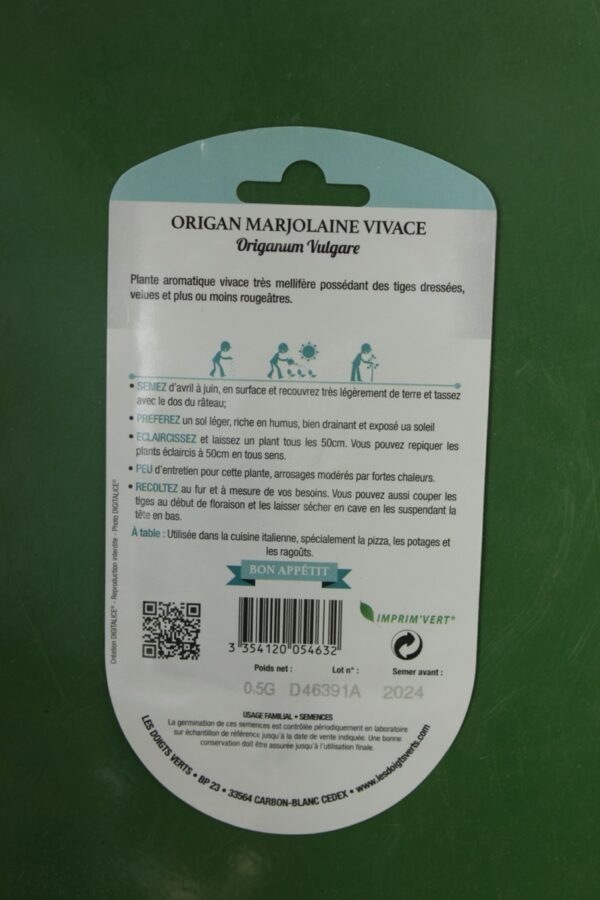 ORIGAN MARJOLAINE VIVACE
Origanum Vulgare
Plante aromatique vivace très mellifère possédant des tiges dressées,
velues et plus ou moins rougeâtres.
• SEMEZ d'avril à juin, en surface et recouvrez très légèrement de terre et tassez
avec le dos du râteau;
• PREFEREZ un sol léger, riche en humus, bien drainant et exposé ua soleil
• ECLAIRCISSEZ et laissez un plant tous les 50cm. Vous pouvez repiquer les
plants éclaircis à 50cm en tous sens.
• PEU d'entretien pour cette plante, arrosages modérés par fortes chaleurs.
• RECOLTEZ au fur et à mesure de vos besoins. Vous pouvez aussi couper les
tiges au début de floraison et les laisser sécher en cave en les suspendant la
tête en bas.
À table : Utilisée dans la cuisine italienne, spécialement la pizza, les potages et
les ragoûts.
BON APPÉTIT
Création DIGITALICE® - Reproduction interdite - Photo DIGITALICE®
IMPRIM'VERT®
3 354120 054632
Poids net : Lot n° : Semer avant :
0.5G D46391A 2024
USAGE FAMILIAL • SEMENCES
La germination de ces semences est contrôlée périodiquement en laboratoire
sur échantillon de référence jusqu'à la date de vente indiquée. Une bonne
conservation doit être assurée jusqu'à l'utilisation finale.
LES DOIGTS VERTS • BP 23 • 33564 CARBON-BLANC CEDEX • www.lesdoigtsverts.com